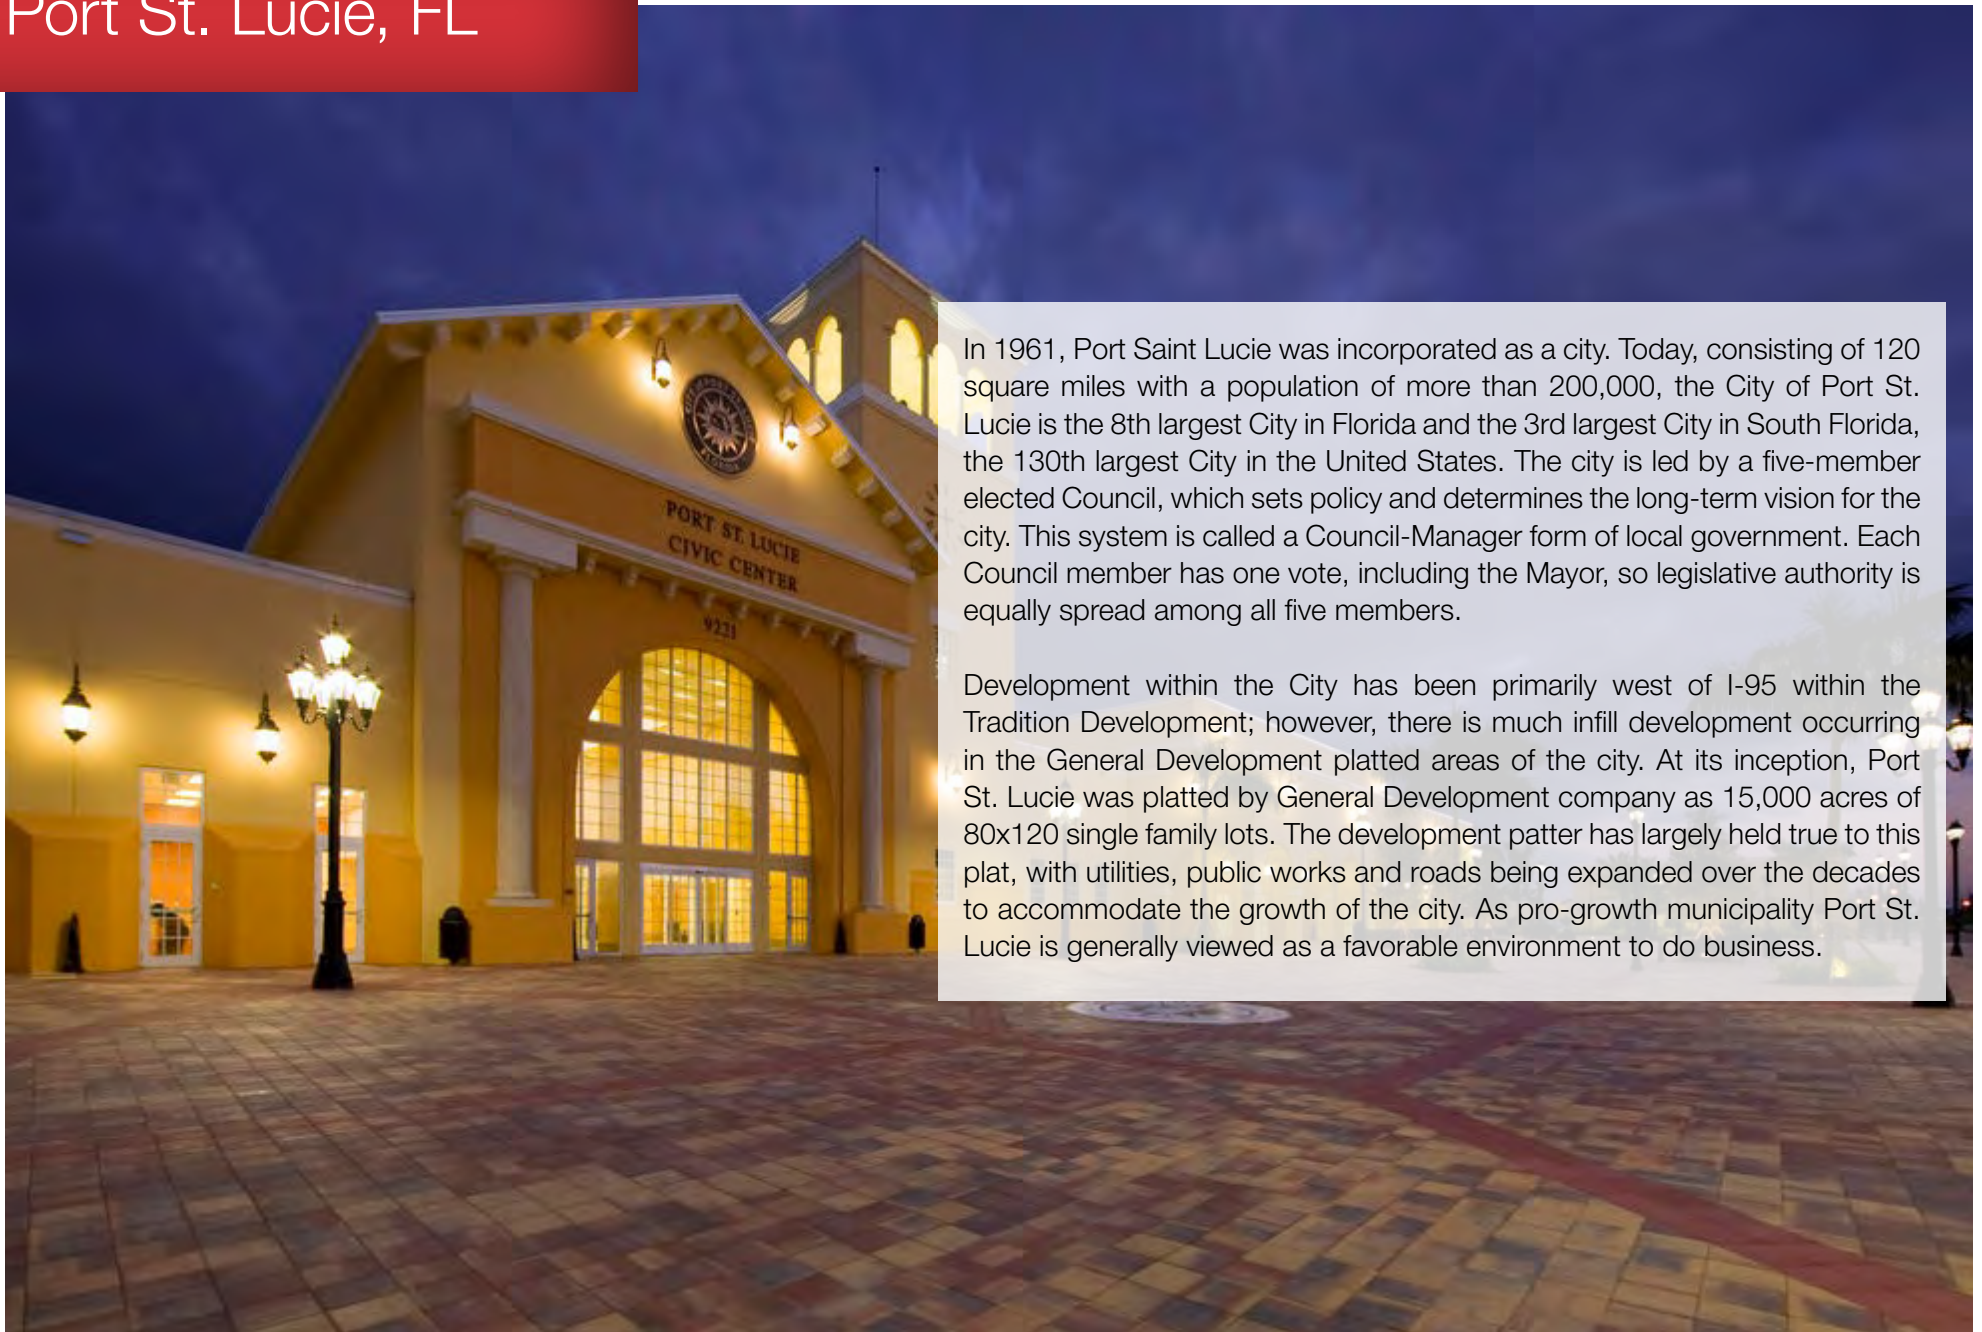 Port St. Lucie, FL
PORT ST. LUCIE
CIVIC CENTER
9221
FLORIDA
In 1961, Port Saint Lucie was incorporated as a city. Today, consisting of 120
square miles with a population of more than 200,000, the City of Port St.
Lucie is the 8th largest City in Florida and the 3rd largest City in South Florida,
the 130th largest City in the United States. The city is led by a five-member
elected Council, which sets policy and determines the long-term vision for the
city. This system is called a Council-Manager form of local government. Each
Council member has one vote, including the Mayor, so legislative authority is
equally spread among all five members.
Development within the City has been primarily west of I-95 within the
Tradition Development; however, there is much infill development occurring
in the General Development platted areas of the city. At its inception, Port
St. Lucie was platted by General Development company as 15,000 acres of
80x120 single family lots. The development patter has largely held true to this
plat, with utilities, public works and roads being expanded over the decades
to accommodate the growth of the city. As pro-growth municipality Port St.
Lucie is generally viewed as a favorable environment to do business.